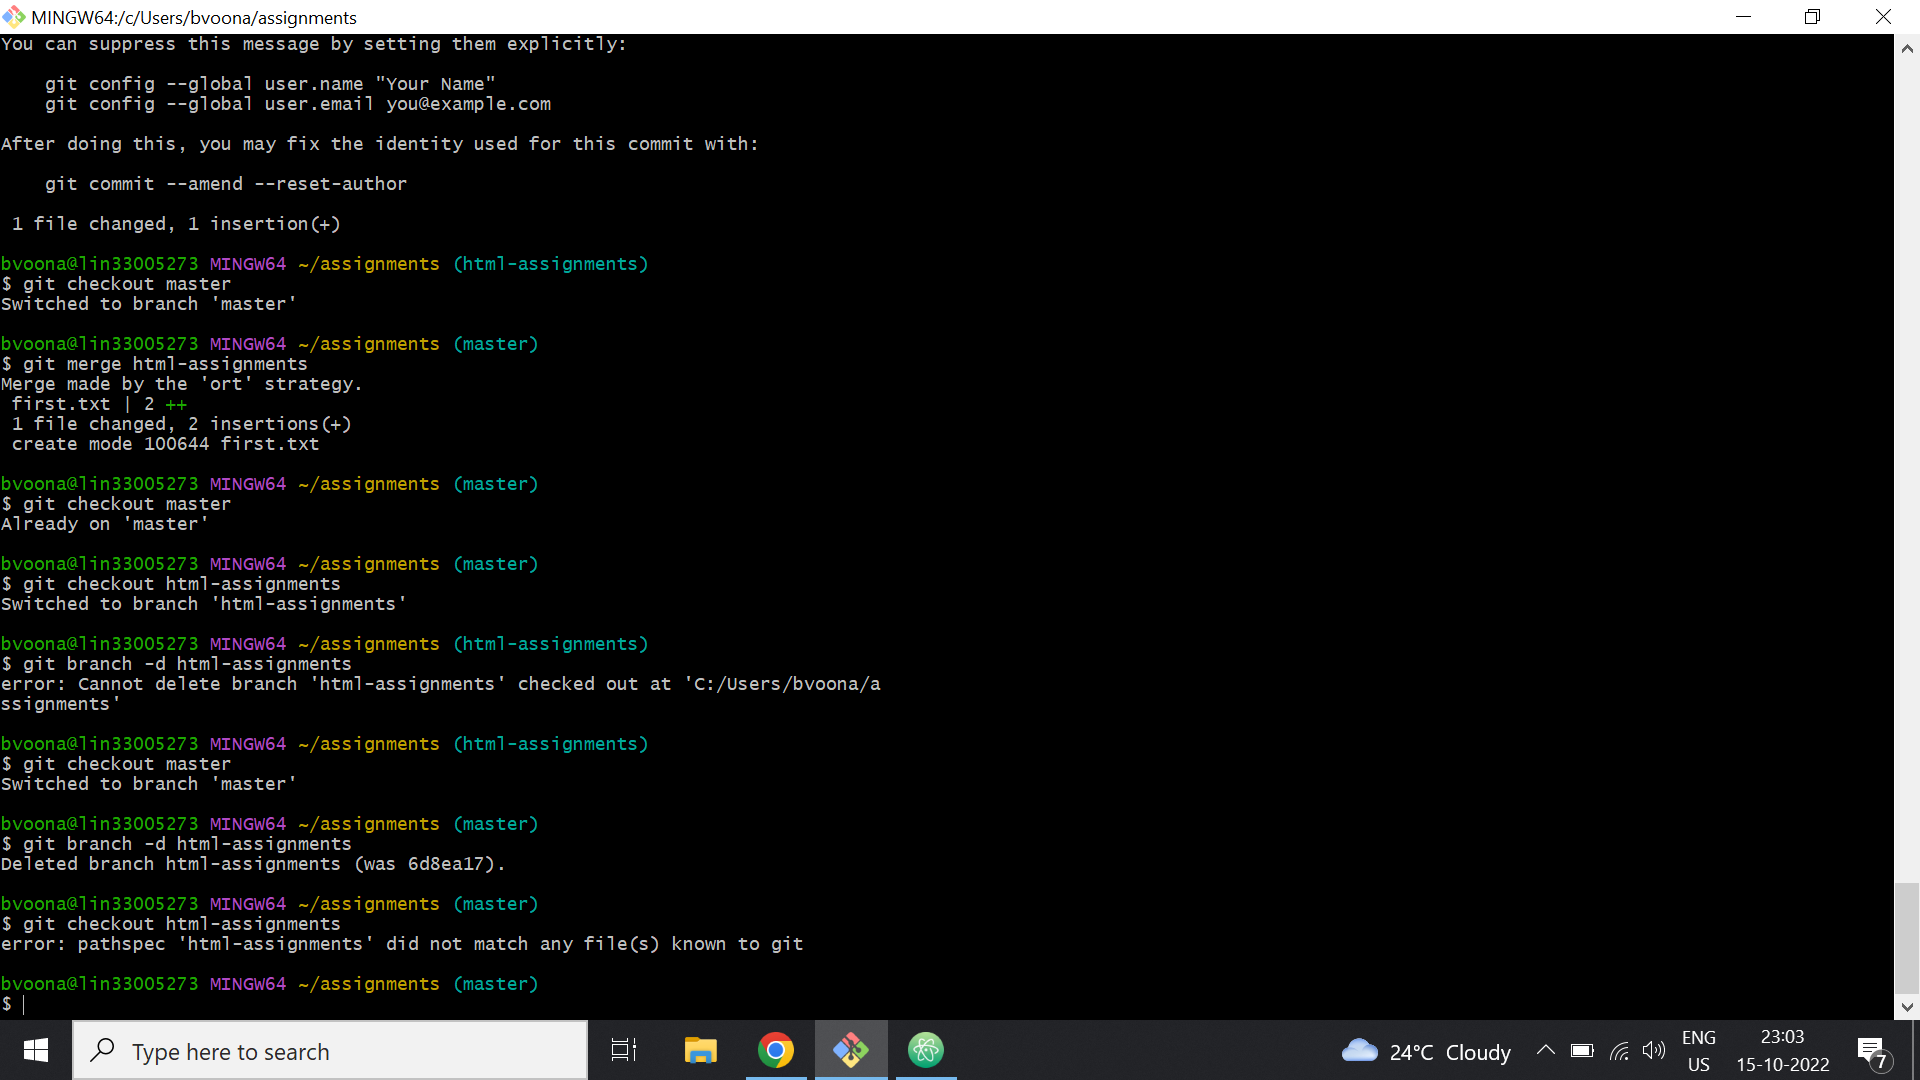 MINGW64:/c/Users/bvoona/assignments
You can suppress this message by setting them explicitly:
    git config --global user.name "Your Name"
    git config --global user.email you@example.com
After doing this, you may fix the identity used for this commit with:
    git commit --amend --reset-author
 1 file changed, 1 insertion(+)
bvoona@lin33005273 MINGW64 ~/assignments (html-assignments)
$ git checkout master
Switched to branch 'master'
bvoona@lin33005273 MINGW64 ~/assignments (master)
$ git merge html-assignments
Merge made by the 'ort' strategy.
 first.txt | 2 ++
 1 file changed, 2 insertions(+)
 create mode 100644 first.txt
bvoona@lin33005273 MINGW64 ~/assignments (master)
$ git checkout master
Already on 'master'
bvoona@lin33005273 MINGW64 ~/assignments (master)
$ git checkout html-assignments
Switched to branch 'html-assignments'
bvoona@lin33005273 MINGW64 ~/assignments (html-assignments)
$ git branch -d html-assignments
error: Cannot delete branch 'html-assignments' checked out at 'C:/Users/bvoona/a
ssignments'
bvoona@lin33005273 MINGW64 ~/assignments (html-assignments)
$ git checkout master
Switched to branch 'master'
bvoona@lin33005273 MINGW64 ~/assignments (master)
$ git branch -d html-assignments
Deleted branch html-assignments (was 6d8ea17).
bvoona@lin33005273 MINGW64 ~/assignments (master)
$ git checkout html-assignments
error: pathspec 'html-assignments' did not match any file(s) known to git
bvoona@lin33005273 MINGW64 ~/assignments (master)
$
Type here to search
24°C Cloudy
ENG
US
23:03
15-10-2022
7